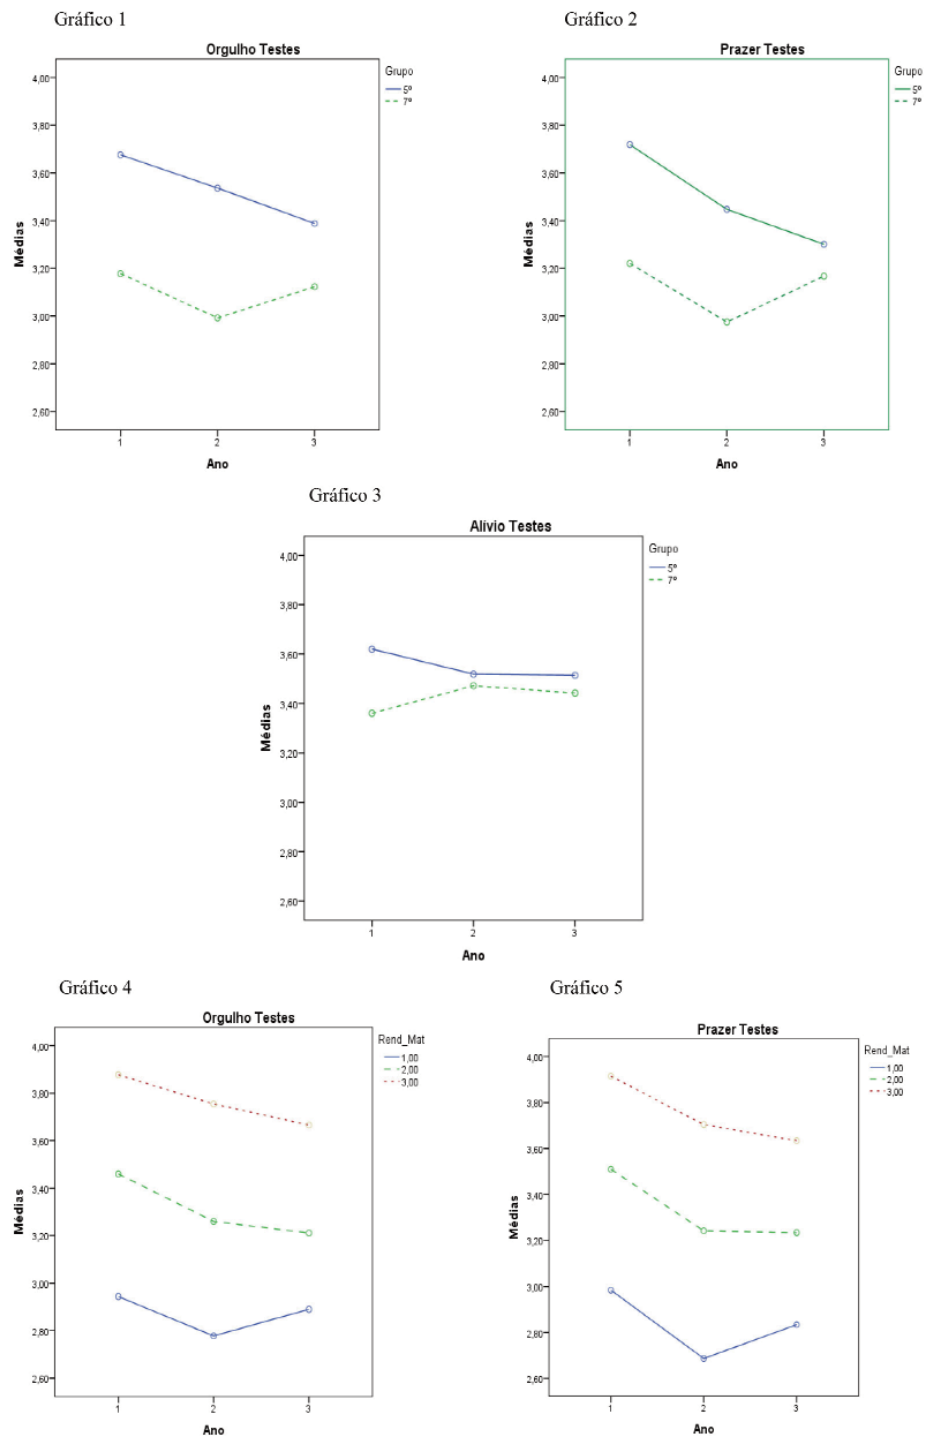 Gráfico 1
Orgulho Testes
Grupo
5º
7º
4,00
3,80
3,60
3,40
3,20
3,00
2,80
2,60
Médias
1 2 3
Ano
Gráfico 2
Prazer Testes
Grupo
5º
7º
4,00
3,80
3,60
3,40
3,20
3,00
2,80
2,60
Médias
1 2 3
Ano
Gráfico 3
Alívio Testes
Grupo
5º
7º
4,00
3,80
3,60
3,40
3,20
3,00
2,80
2,60
Médias
1 2 3
Ano
Gráfico 4
Orgulho Testes
Rend_Mat
1,00
2,00
3,00
4,00
3,80
3,60
3,40
3,20
3,00
2,80
2,60
Médias
1 2 3
Ano
Gráfico 5
Prazer Testes
Rend_Mat
1,00
2,00
3,00
4,00
3,80
3,60
3,40
3,20
3,00
2,80
2,60
Médias
1 2 3
Ano